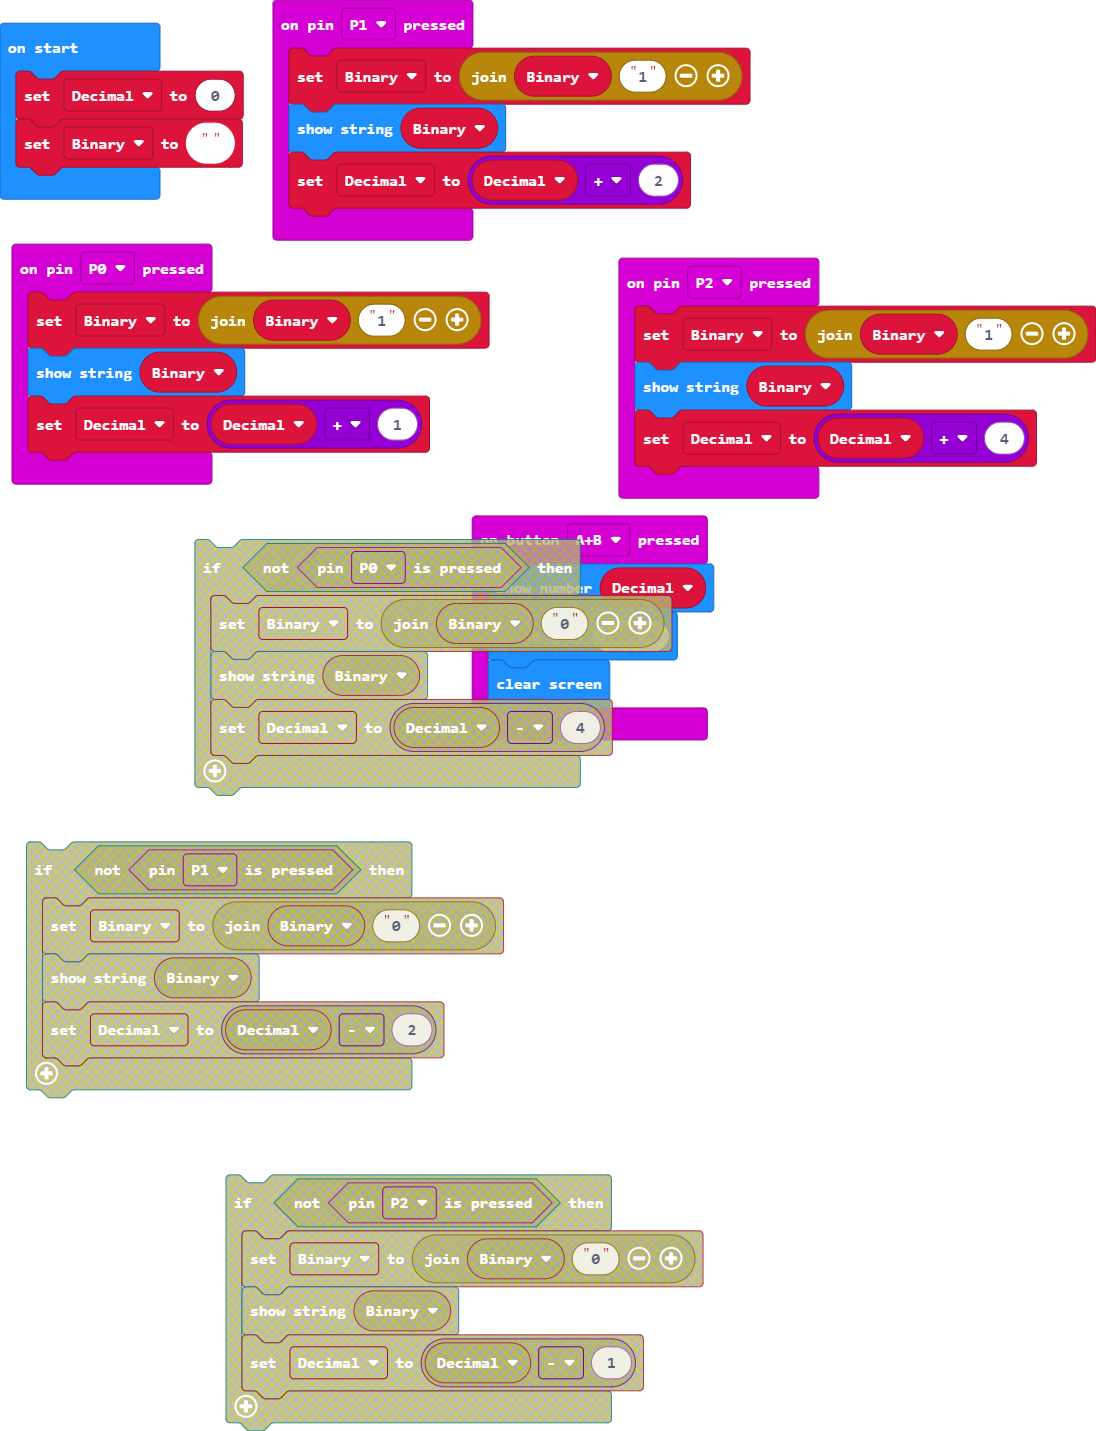 on start
set Decimal to 0
set Binary to " "
on pin P1 pressed
set Binary to join Binary "1"
show string Binary
set Decimal to Decimal + 2
on pin P0 pressed
set Binary to join Binary "1"
show string Binary
set Decimal to Decimal + 1
on pin P2 pressed
set Binary to join Binary "1"
show string Binary
set Decimal to Decimal + 4
on button A+B pressed
show number Decimal
clear screen
if not pin P0 is pressed then
set Binary to join Binary "0"
show string Binary
set Decimal to Decimal - 4
if not pin P1 is pressed then
set Binary to join Binary "0"
show string Binary
set Decimal to Decimal - 2
if not pin P2 is pressed then
set Binary to join Binary "0"
show string Binary
set Decimal to Decimal - 1